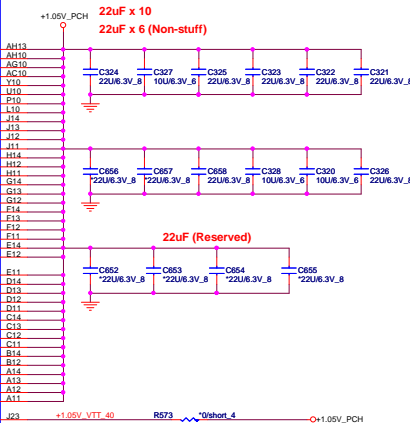 +1.05V_PCH
22uF x 10
22uF x 6 (Non-stuff)
AH13
AH10
AG10
AC10
Y10
U10
P10
L10
J14
J13
J12
J11
H14
H12
H11
G14
G13
G12
F14
F13
F12
F11
E14
E12
E11
D14
D13
D12
D11
C14
C13
C12
C11
B14
B12
A14
A13
A12
A11
J23
C324
22U/6.3V_8
C327
10U/6.3V_6
C325
22U/6.3V_8
C323
22U/6.3V_8
C322
22U/6.3V_8
C321
22U/6.3V_8
C656
*22U/6.3V_8
C657
*22U/6.3V_8
C658
22U/6.3V_8
C328
10U/6.3V_6
C320
10U/6.3V_6
C326
22U/6.3V_8
22uF (Reserved)
C652
*22U/6.3V_8
C653
*22U/6.3V_8
C654
*22U/6.3V_8
C655
*22U/6.3V_8
+1.05V_VTT_40
R573
*0/short_4
+1.05V_PCH